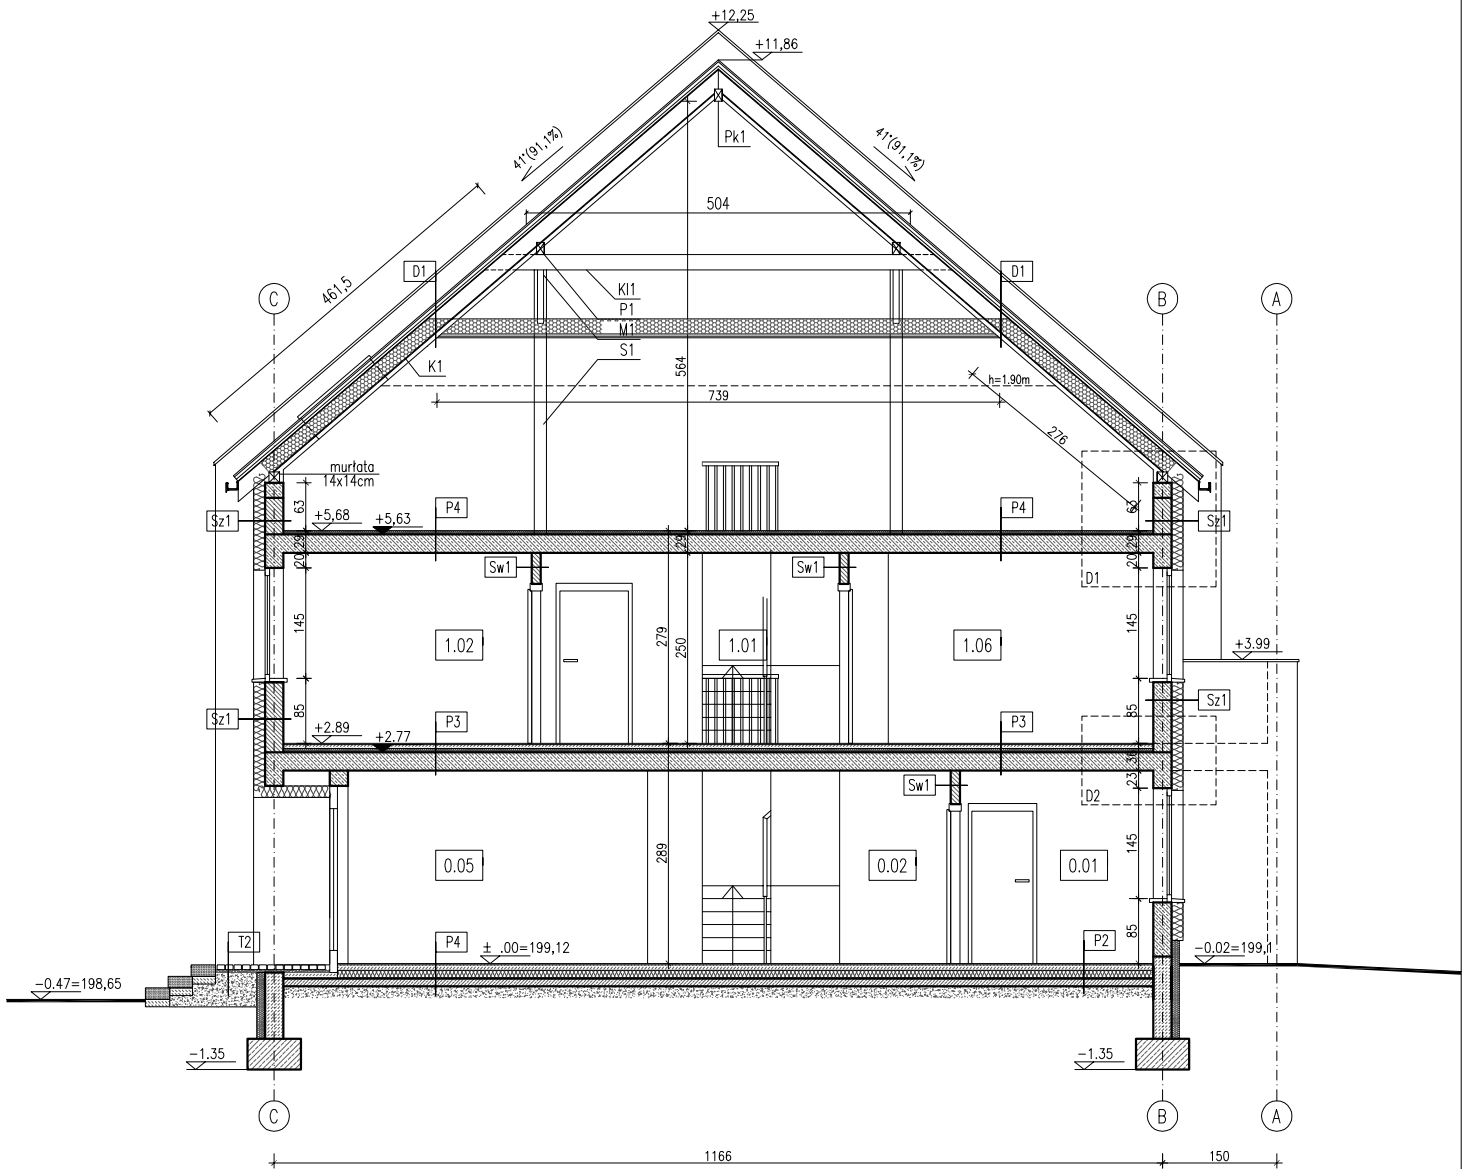 +12,25
+11,86
41°(91,1%)
41°(91,1%)
Pk1
504
461,5
D1
D1
C
B
A
Kl1
P1
M1
S1
K1
564
h=1.90m
739
276
murłata
14x14cm
63
63
P4
P4
+5,68
+5,63
Sz1
Sz1
29
29
29
20
20
Sw1
Sw1
D1
145
145
279
250
1.02
1.01
1.06
+3.99
85
85
Sz1
Sz1
P3
P3
+2.89
+2.77
36
23
Sw1
D2
145
289
0.05
0.02
0.01
85
T2
P4
± .00=199,12
P2
-0.02=199,1
-0.47=198,65
-1.35
-1.35
C
B
A
1166
150